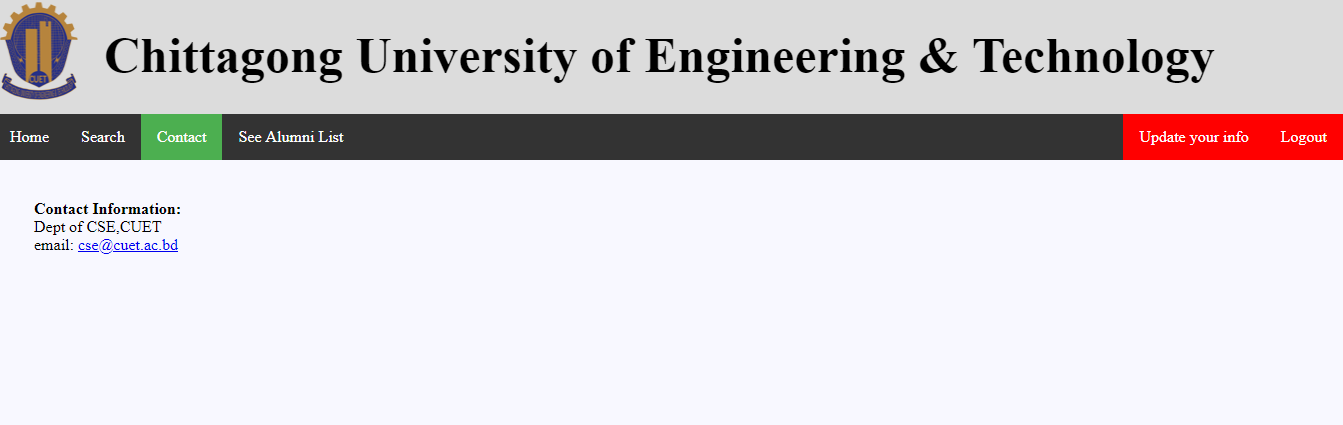 CUET
Chittagong University of Engineering & Technology
Home Search Contact See Alumni List Update your info Logout
Contact Information:
Dept of CSE,CUET
email: cse@cuet.ac.bd